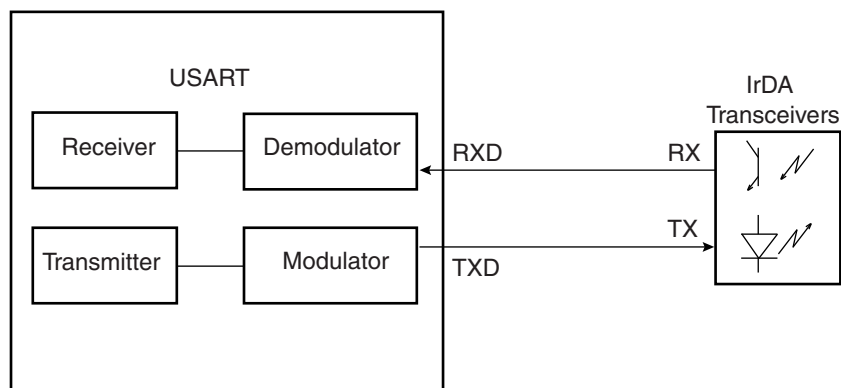 USART
IrDA
Transceivers
Receiver
Demodulator
RXD
RX
Transmitter
Modulator
TXD
TX